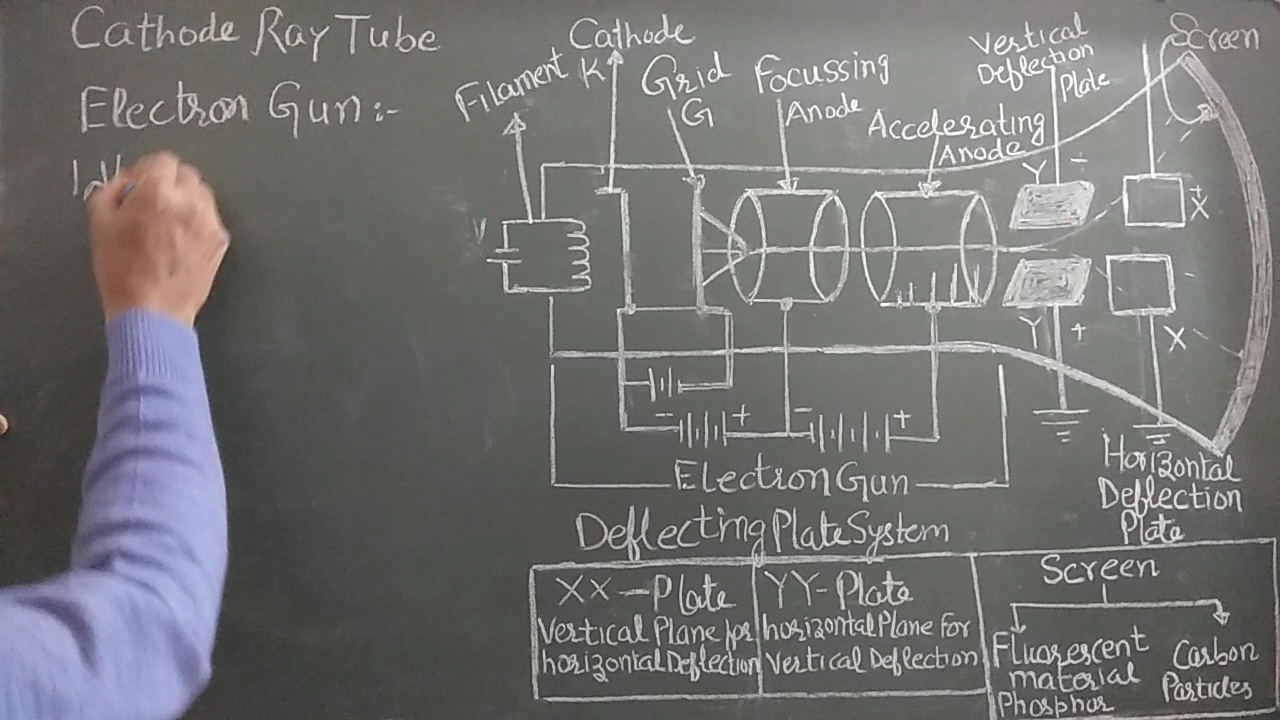 Cathode Ray Tube
Electron Gun:-
Filament
Cathode
K
Grid
G
Focussing
Anode
Accelerating
Anode
Vertical
Deflection
Plate
Screen
V
Y -
+
X
Y +
X
- + - +
Electron Gun
Horizontal
Deflection
Plate
Deflecting Plate System
XX-Plate
Vertical Plane for
horizontal Deflection
YY-Plate
horizontal Plane for
Vertical Deflection
Screen
Fluorescent
material
Phosphor
Carbon
Particles